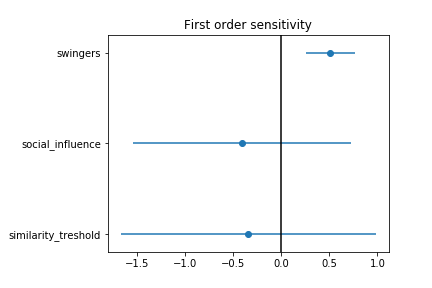 First order sensitivity
swingers
social_influence
similarity_treshold
−1.5 −1.0 −0.5 0.0 0.5 1.0